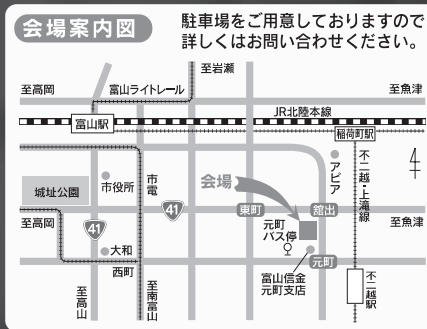 会場案内図
駐車場をご用意しておりますので
詳しくはお問い合わせください。
至岩瀬
至高岡
富山ライトレール
至魚津
JR北陸本線
富山駅
稲荷町駅
アピア
不二越・上滝線
市役所
市電
会場
城址公園
41
東町
舘出
至高岡
41
元町
バス停
至魚津
大和
西町
元町
富山信金
元町支店
至高山
至南富山
不二越駅